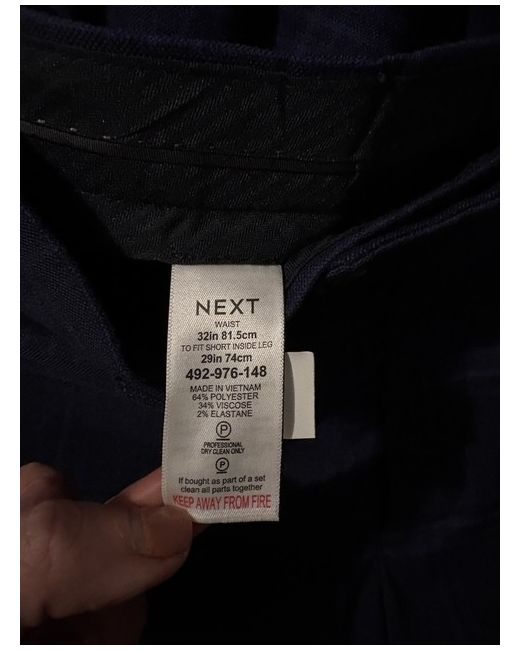 NEXT
WAIST
32in 81.5cm
TO FIT SHORT INSIDE LEG
29in 74cm
492-976-148
MADE IN VIETNAM
64% POLYESTER
34% VISCOSE
2% ELASTANE
P
PROFESSIONAL
DRY CLEAN ONLY
P
If bought as part of a set
clean all parts together
KEEP AWAY FROM FIRE